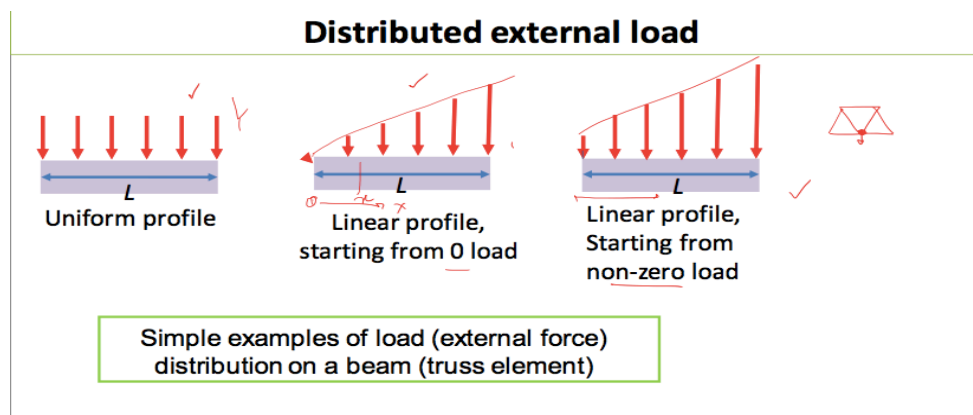 Distributed external load
L
Uniform profile
L
0 x x
Linear profile,
starting from 0 load
L
Linear profile,
Starting from
non-zero load
Simple examples of load (external force)
distribution on a beam (truss element)